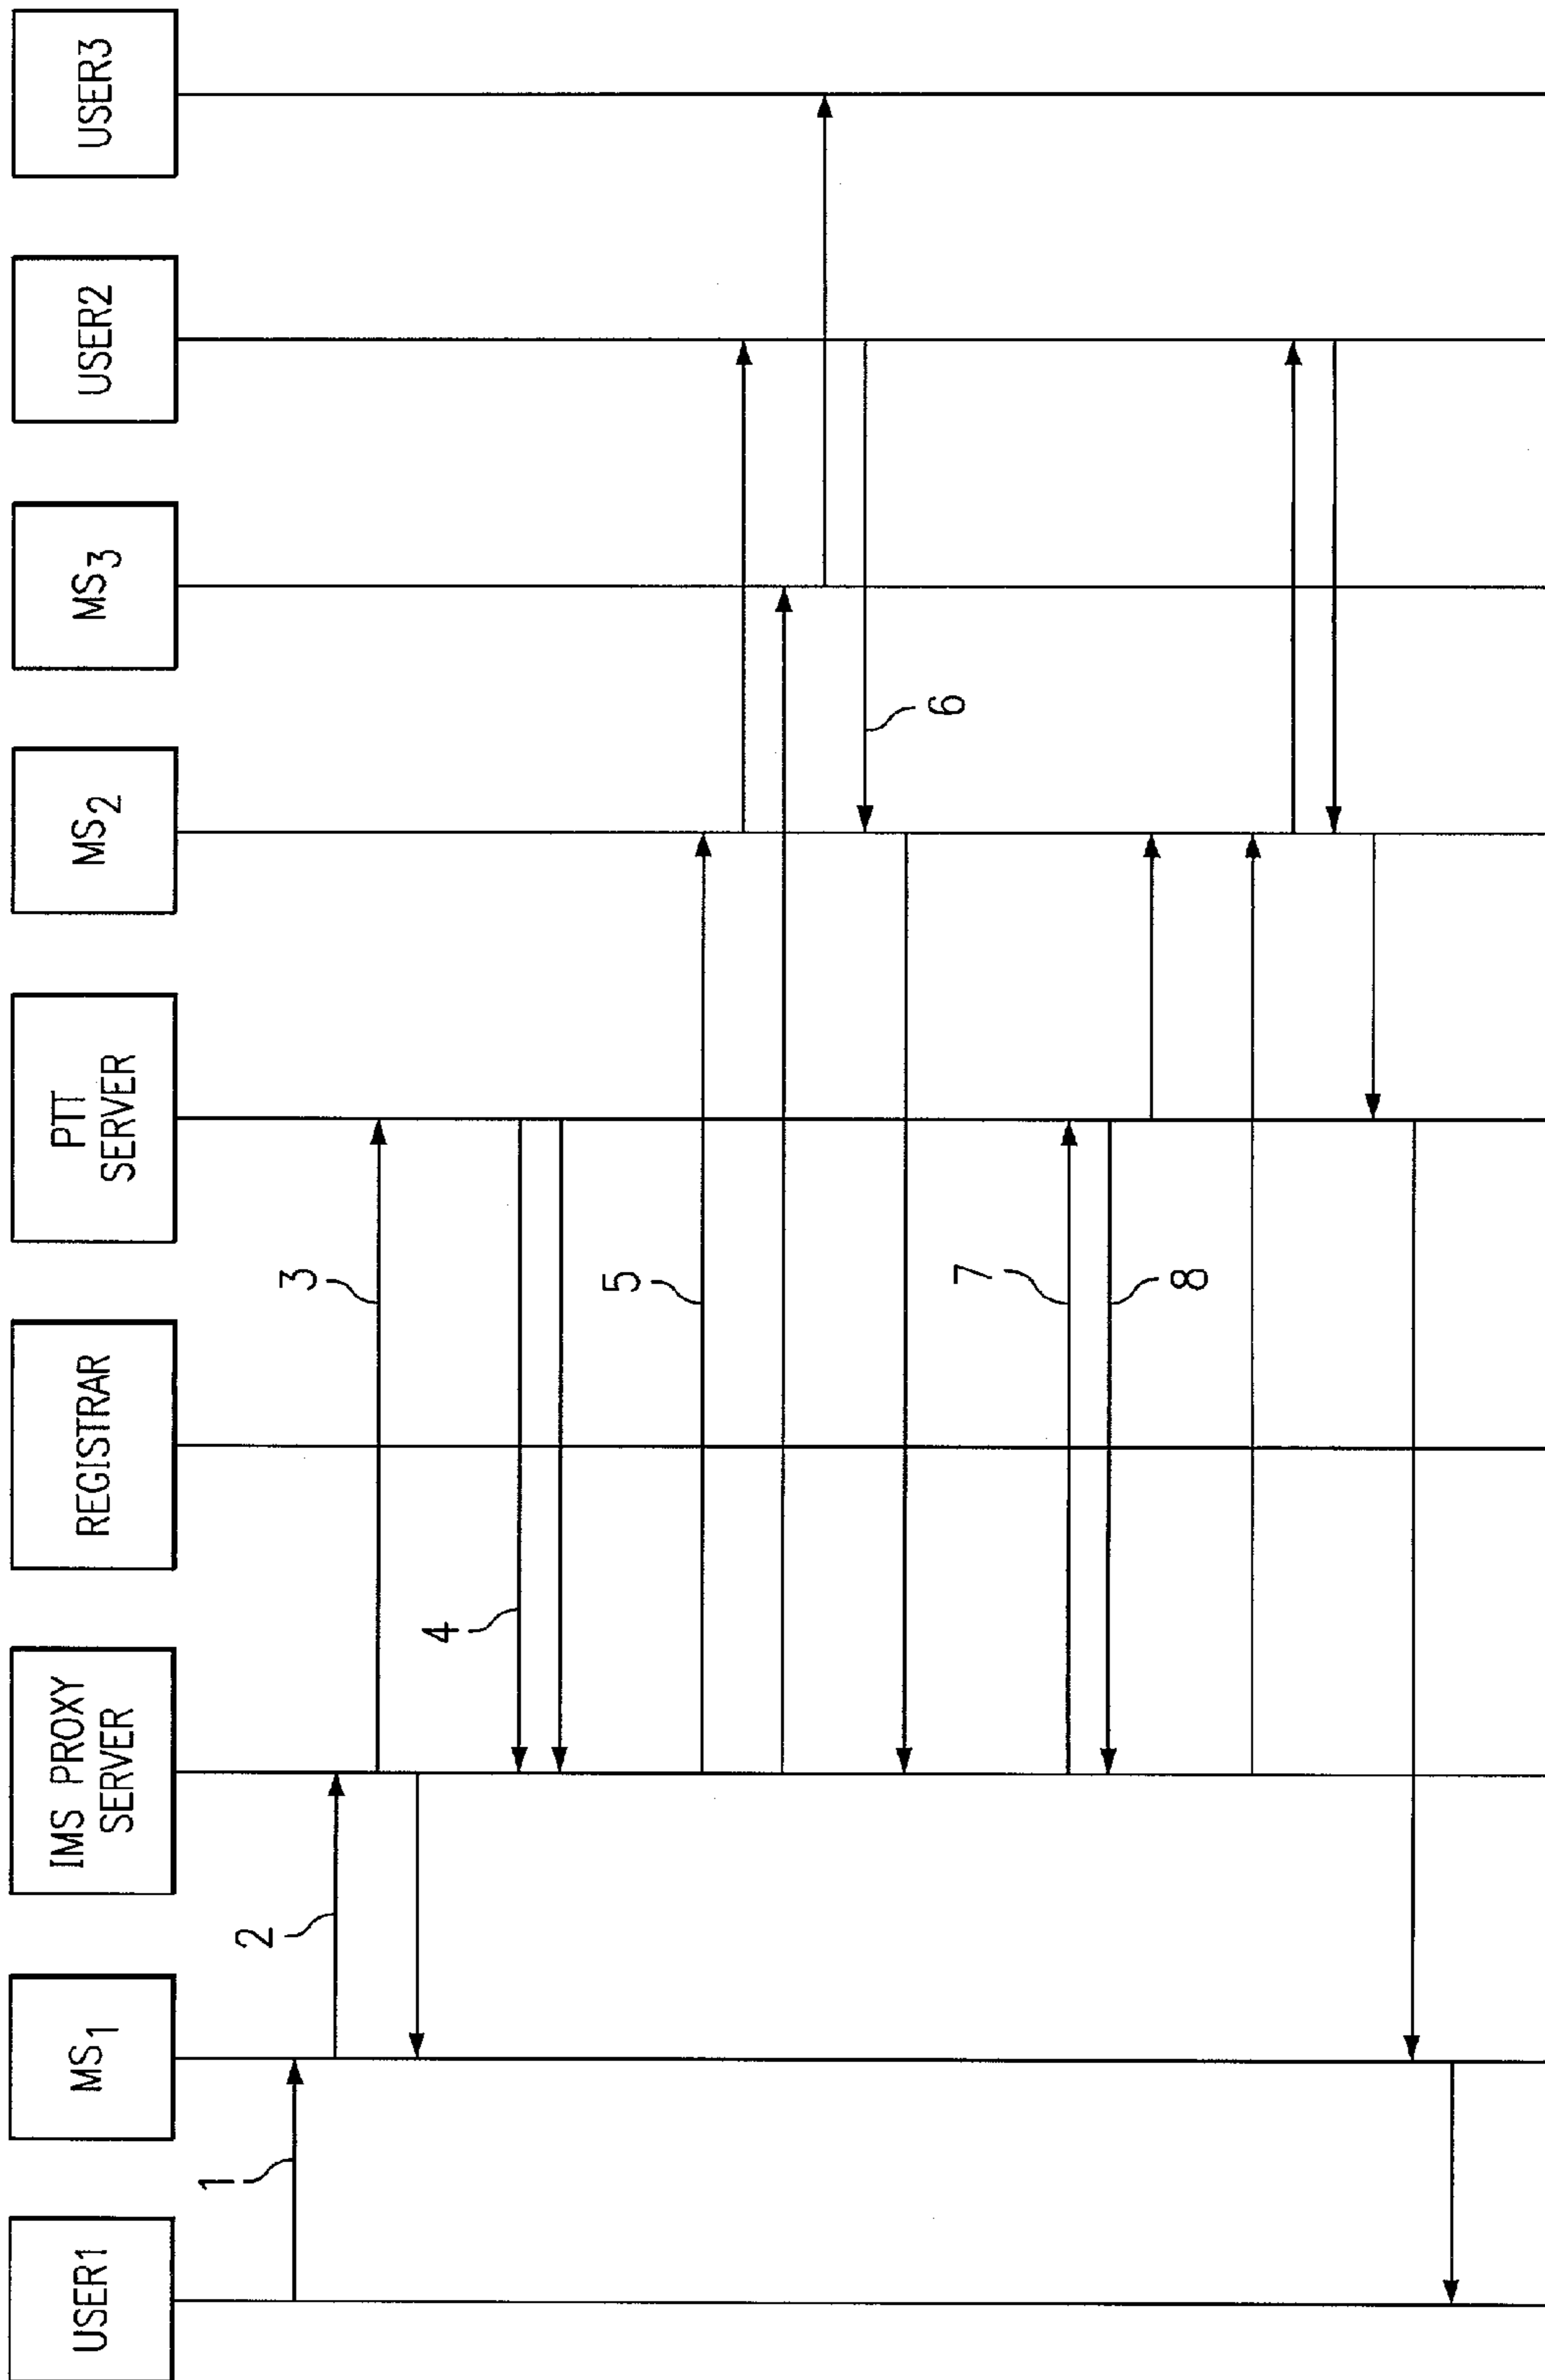 USER1
MS1
IMS PROXY
SERVER
REGISTRAR
PTT
SERVER
MS2
MS3
USER2
USER3
1
2
3
4
5
6
7
8